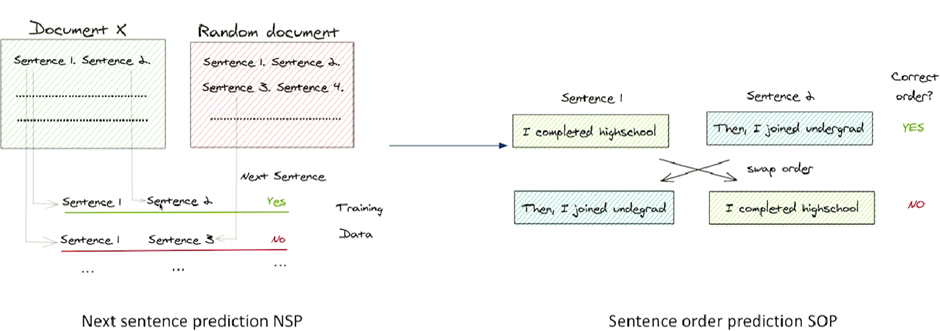 Document X
Random document
Sentence 1. Sentence 2.
Sentence 1. Sentence 2.
Sentence 3. Sentence 4.
Next Sentence
Sentence 1 Sentence 2 Yes
Sentence 1 Sentence 3 No
... ... ...
Training
Data
Next sentence prediction NSP
Correct
order?
Sentence 1 Sentence 2
I completed highschool Then, I joined undergrad YES
swap order
Then, I joined undegrad I completed highschool NO
Sentence order prediction SOP